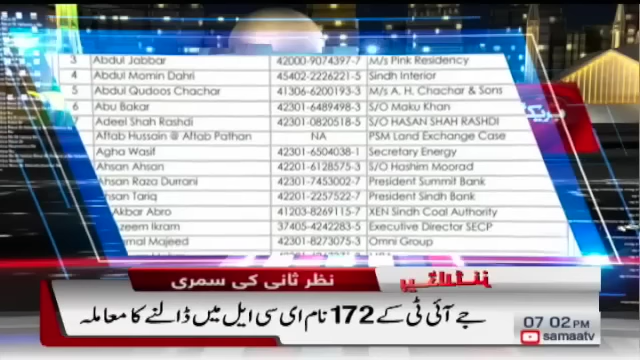 3 Abdul Jabbar 42000-9074397-7 M/s Pink Residency
4 Abdul Momin Dahri 45402-2226221-5 Sindh Interior
5 Abdul Qudoos Chachar 41306-6200193-3 M/s A. H. Chachar & Sons
6 Abu Bakar 42301-6489498-3 S/O Maku Khan
7 Adeel Shah Rashdi 42301-0820518-5 S/O HASAN SHAH RASHDI
Aftab Hussain @ Aftab Pathan NA PSM Land Exchange Case
Agha Wasif 42301-6504038-1 Secretary Energy
Ahsan Ahsan 42201-6128575-3 S/O Hashim Moorad
Ahsan Raza Durrani 42301-7453002-7 President Summit Bank
Ahsan Tariq 42201-2257522-7 President Sindh Bank
Akbar Abro 41203-8269115-7 XEN Sindh Coal Authority
37405-4242283-5 Executive Director SECP
Majeed 42301-8273075-3 Omni Group
نظر ثانی کی سمری
جے آئی ٹی کے 172 نام ای سی ایل میں ڈالنے کا معاملہ
07 02 PM
samaatv